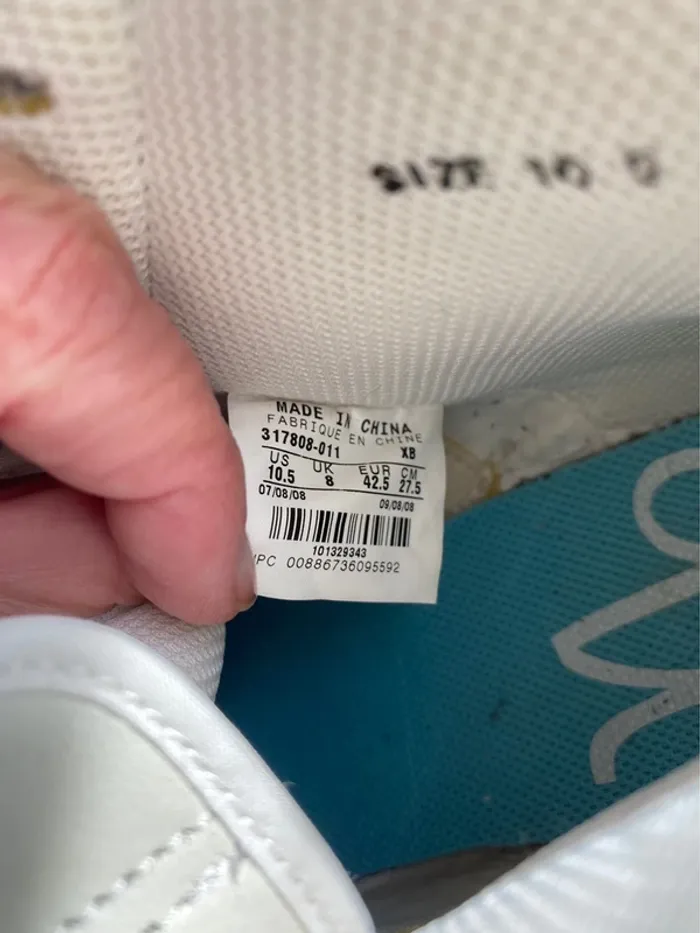 SIZE 10 5
MADE IN CHINA
FABRIQUE EN CHINE
317808-011 XB
US UK EUR CM
10.5 8 42.5 27.5
07/08/08 09/08/08
101329343
UPC 00886736095592